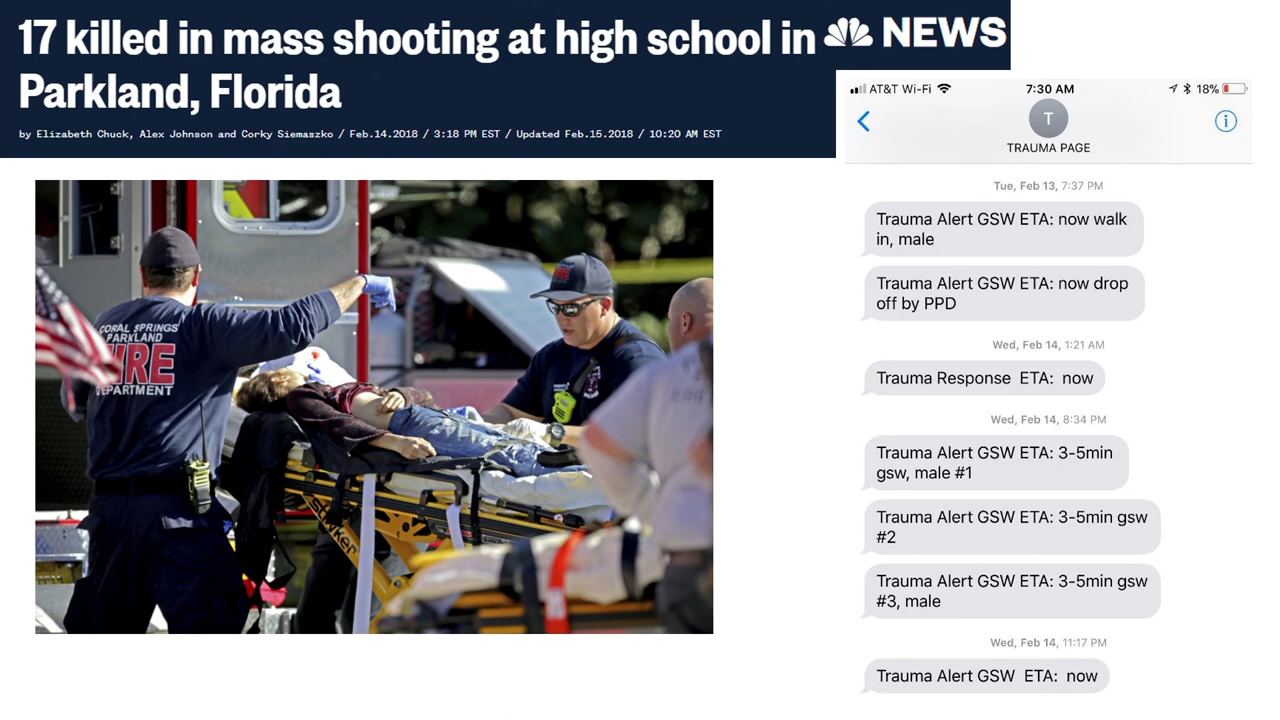 17 killed in mass shooting at high school in NEWS
Parkland, Florida
by Elizabeth Chuck, Alex Johnson and Corky Siemaszko / Feb.14.2018 / 3:18 PM EST / Updated Feb.15.2018 / 10:20 AM EST
CORAL SPRINGS
PARKLAND
FIRE
DEPARTMENT
FIRE
stryker
AT&T Wi-Fi 7:30 AM 18%
T
TRAUMA PAGE
Tue, Feb 13, 7:37 PM
Trauma Alert GSW ETA: now walk
in, male
Trauma Alert GSW ETA: now drop
off by PPD
Wed, Feb 14, 1:21 AM
Trauma Response ETA: now
Wed, Feb 14, 8:34 PM
Trauma Alert GSW ETA: 3-5min
gsw, male #1
Trauma Alert GSW ETA: 3-5min gsw
#2
Trauma Alert GSW ETA: 3-5min gsw
#3, male
Wed, Feb 14, 11:17 PM
Trauma Alert GSW ETA: now